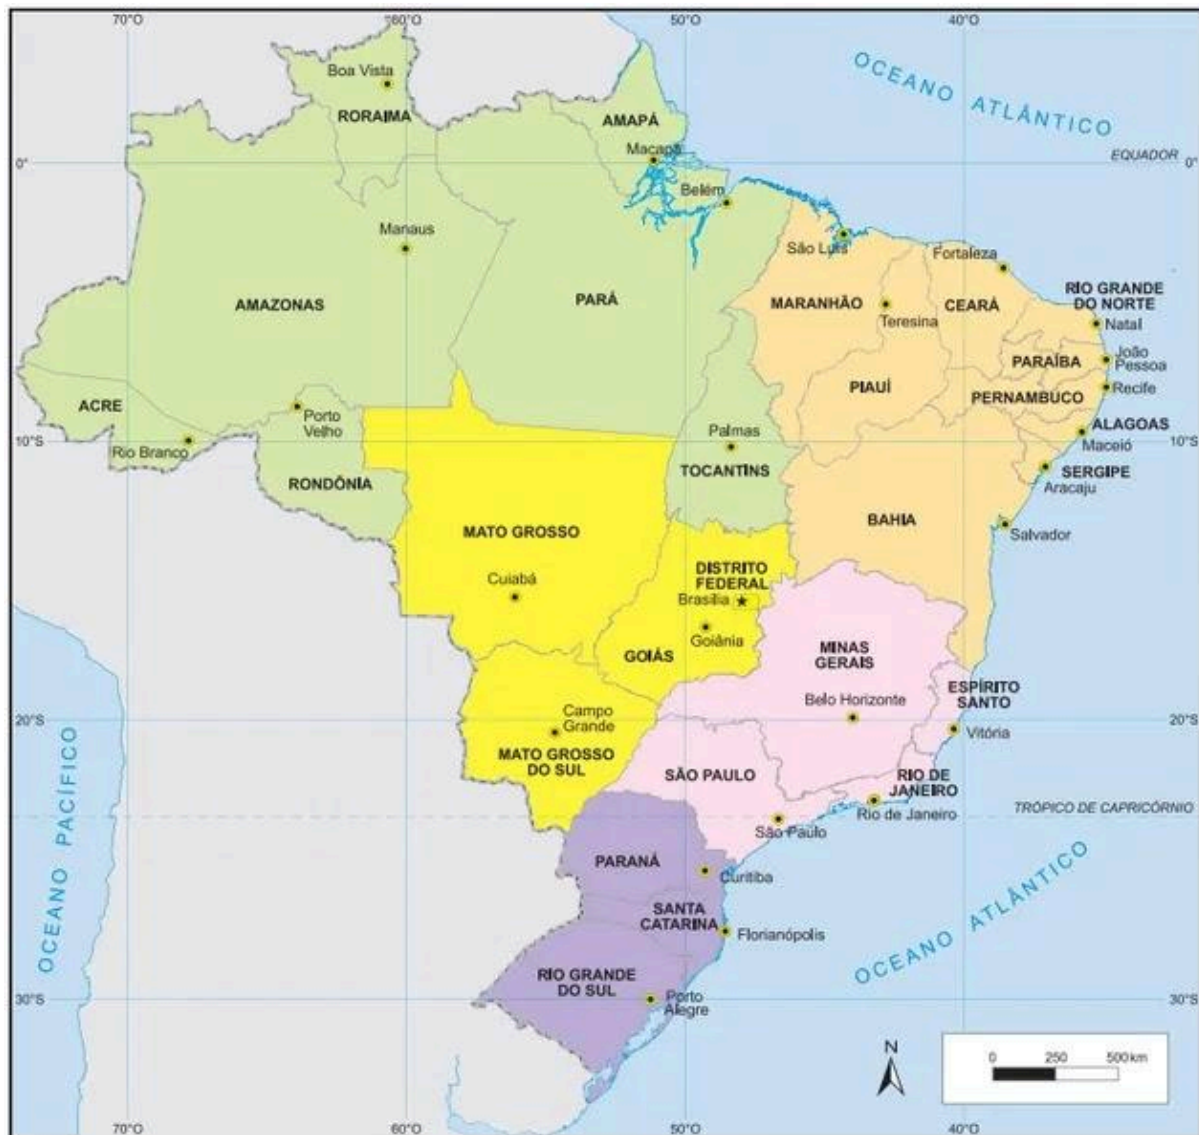 70°O
60°O
50°O
40°O
OCEANO ATLÂNTICO
Boa Vista
RORAIMA
AMAPÁ
Macapá
EQUADOR
0°
0°
Belém
Manaus
São Luís
Fortaleza
AMAZONAS
PARÁ
MARANHÃO
CEARÁ
RIO GRANDE
DO NORTE
Teresina
Natal
João
Pessoa
PARAÍBA
PIAUÍ
Recife
PERNAMBUCO
ACRE
Porto
Velho
ALAGOAS
Palmas
Maceió
10°S
10°S
Rio Branco
TOCANTINS
SERGIPE
Aracaju
RONDÔNIA
BAHIA
MATO GROSSO
Salvador
DISTRITO
FEDERAL
Cuiabá
Brasília
Goiânia
GOIÁS
MINAS
GERAIS
ESPÍRITO
SANTO
Belo Horizonte
Campo
Grande
20°S
20°S
Vitória
MATO GROSSO
DO SUL
SÃO PAULO
RIO DE
JANEIRO
Rio de Janeiro
TRÓPICO DE CAPRICÓRNIO
São Paulo
OCEANO PACÍFICO
PARANÁ
Curitiba
SANTA
CATARINA
Florianópolis
OCEANO ATLÂNTICO
RIO GRANDE
DO SUL
Porto
Alegre
30°S
30°S
N
0 250 500 km
70°O
60°O
50°O
40°O